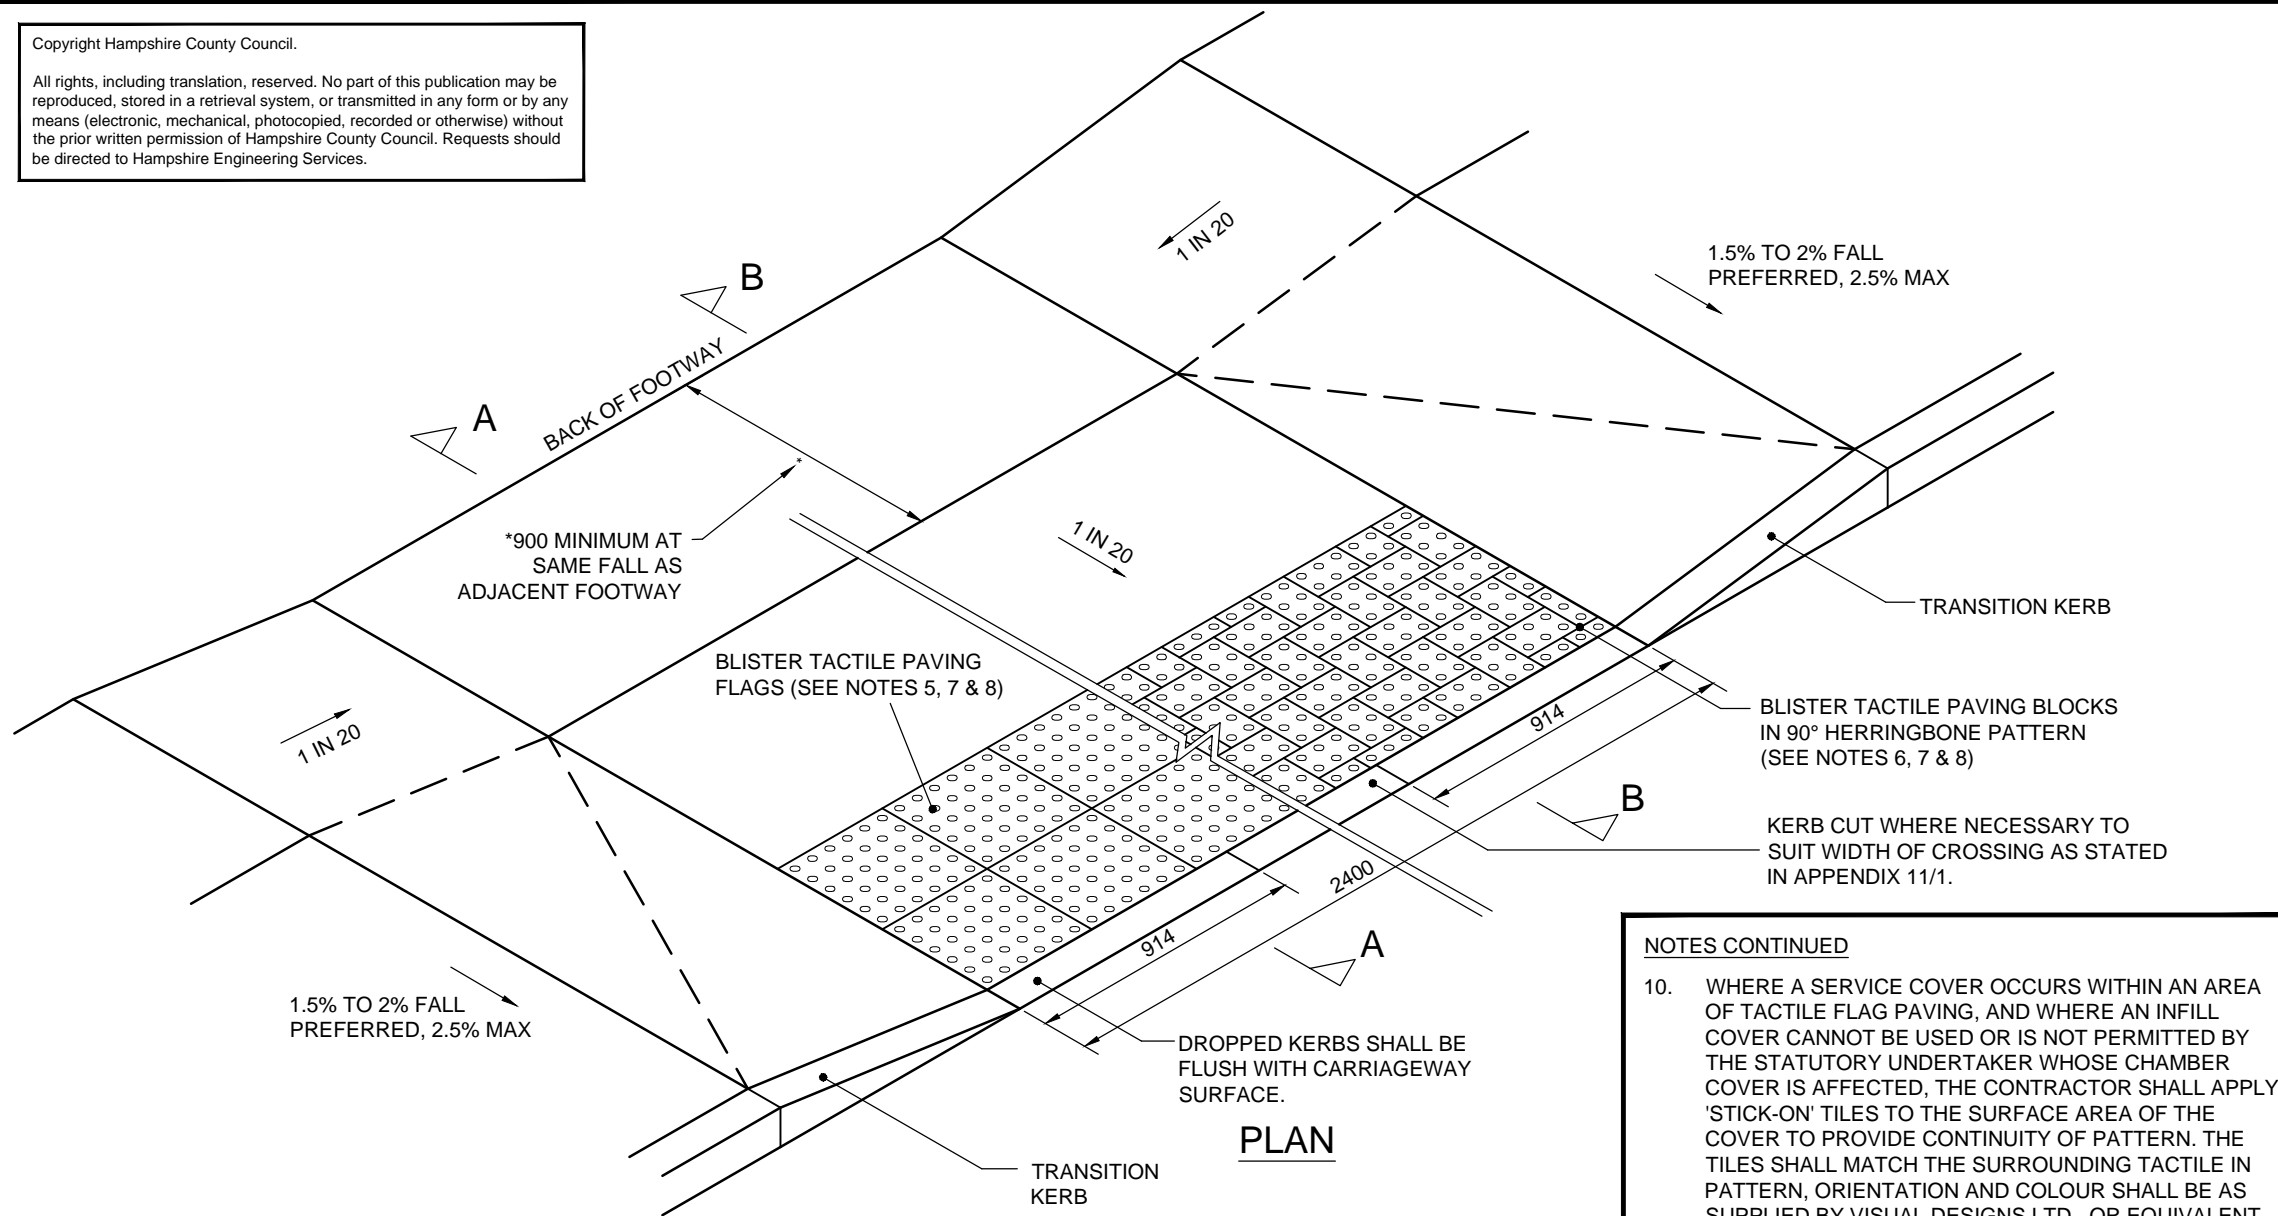 Copyright Hampshire County Council.
All rights, including translation, reserved. No part of this publication may be
reproduced, stored in a retrieval system, or transmitted in any form or by any
means (electronic, mechanical, photocopied, recorded or otherwise) without
the prior written permission of Hampshire County Council. Requests should
be directed to Hampshire Engineering Services.
1 IN 20
1.5% TO 2% FALL
PREFERRED, 2.5% MAX
B
BACK OF FOOTWAY
A
*
*900 MINIMUM AT
SAME FALL AS
ADJACENT FOOTWAY
1 IN 20
TRANSITION KERB
BLISTER TACTILE PAVING
FLAGS (SEE NOTES 5, 7 & 8)
1 IN 20
914
BLISTER TACTILE PAVING BLOCKS
IN 90° HERRINGBONE PATTERN
(SEE NOTES 6, 7 & 8)
B
KERB CUT WHERE NECESSARY TO
SUIT WIDTH OF CROSSING AS STATED
IN APPENDIX 11/1.
2400
914
A
1.5% TO 2% FALL
PREFERRED, 2.5% MAX
DROPPED KERBS SHALL BE
FLUSH WITH CARRIAGEWAY
SURFACE.
PLAN
TRANSITION
KERB
NOTES CONTINUED
10. WHERE A SERVICE COVER OCCURS WITHIN AN AREA
OF TACTILE FLAG PAVING, AND WHERE AN INFILL
COVER CANNOT BE USED OR IS NOT PERMITTED BY
THE STATUTORY UNDERTAKER WHOSE CHAMBER
COVER IS AFFECTED, THE CONTRACTOR SHALL APPLY
'STICK-ON' TILES TO THE SURFACE AREA OF THE
COVER TO PROVIDE CONTINUITY OF PATTERN. THE
TILES SHALL MATCH THE SURROUNDING TACTILE IN
PATTERN, ORIENTATION AND COLOUR SHALL BE AS
SUPPLIED BY VISUAL DESIGNS LTD., OR EQUIVALENT